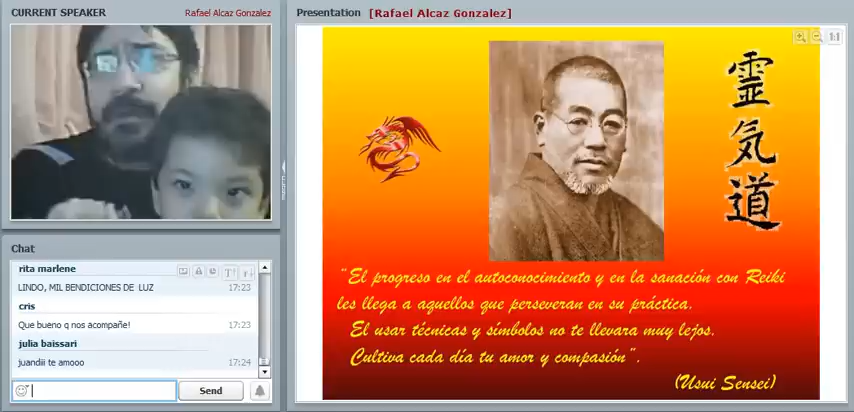 CURRENT SPEAKER
Rafael Alcaz Gonzalez
Chat
rita marlene
LINDO, MIL BENDICIONES DE LUZ 17:23
cris
Que bueno q nos acompañe! 17:23
julia baissari
juandiii te amooo 17:24
Send
Presentation [Rafael Alcaz Gonzalez]
1:1
霊
気
道
"El progreso en el autoconocimiento y en la sanación con Reiki
les llega a aquellos que perseveran en su práctica.
El usar técnicas y símbolos no te llevara muy lejos.
Cultiva cada día tu amor y compasión".
(Usui Sensei)